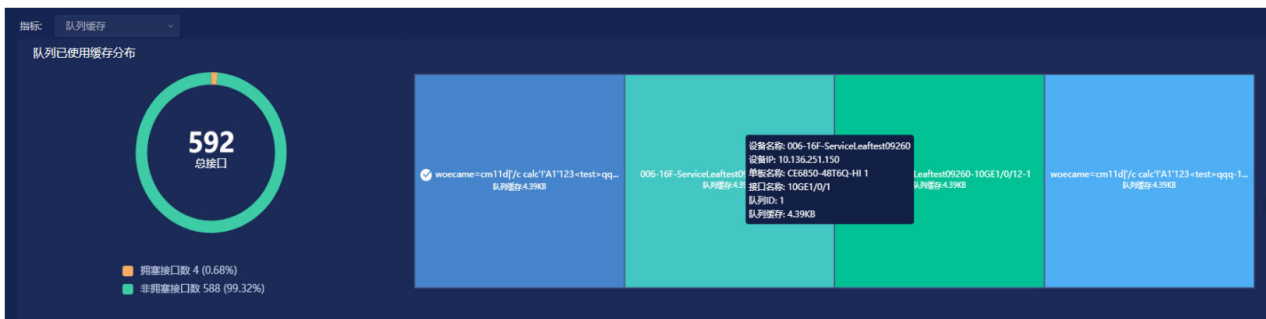 指标: 队列缓存
队列已使用缓存分布
592
总接口
拥塞接口数 4 (0.68%)
非拥塞接口数 588 (99.32%)
woecame=cm11d['/c calc'!'A1'123<test>qq...
队列缓存:4.39KB
006-16F-ServiceLeaftest0
队列缓存:4.3
设备名称: 006-16F-ServiceLeaftest09260
设备IP: 10.136.251.150
单板名称: CE6850-48T6Q-HI 1
接口名称: 10GE1/0/1
队列ID: 1
队列缓存: 4.39KB
Leaftest09260-10GE1/0/12-1
队列缓存:4.39KB
woecame=cm11d['/c calc'!'A1'123<test>qqq-1...
队列缓存:4.39KB